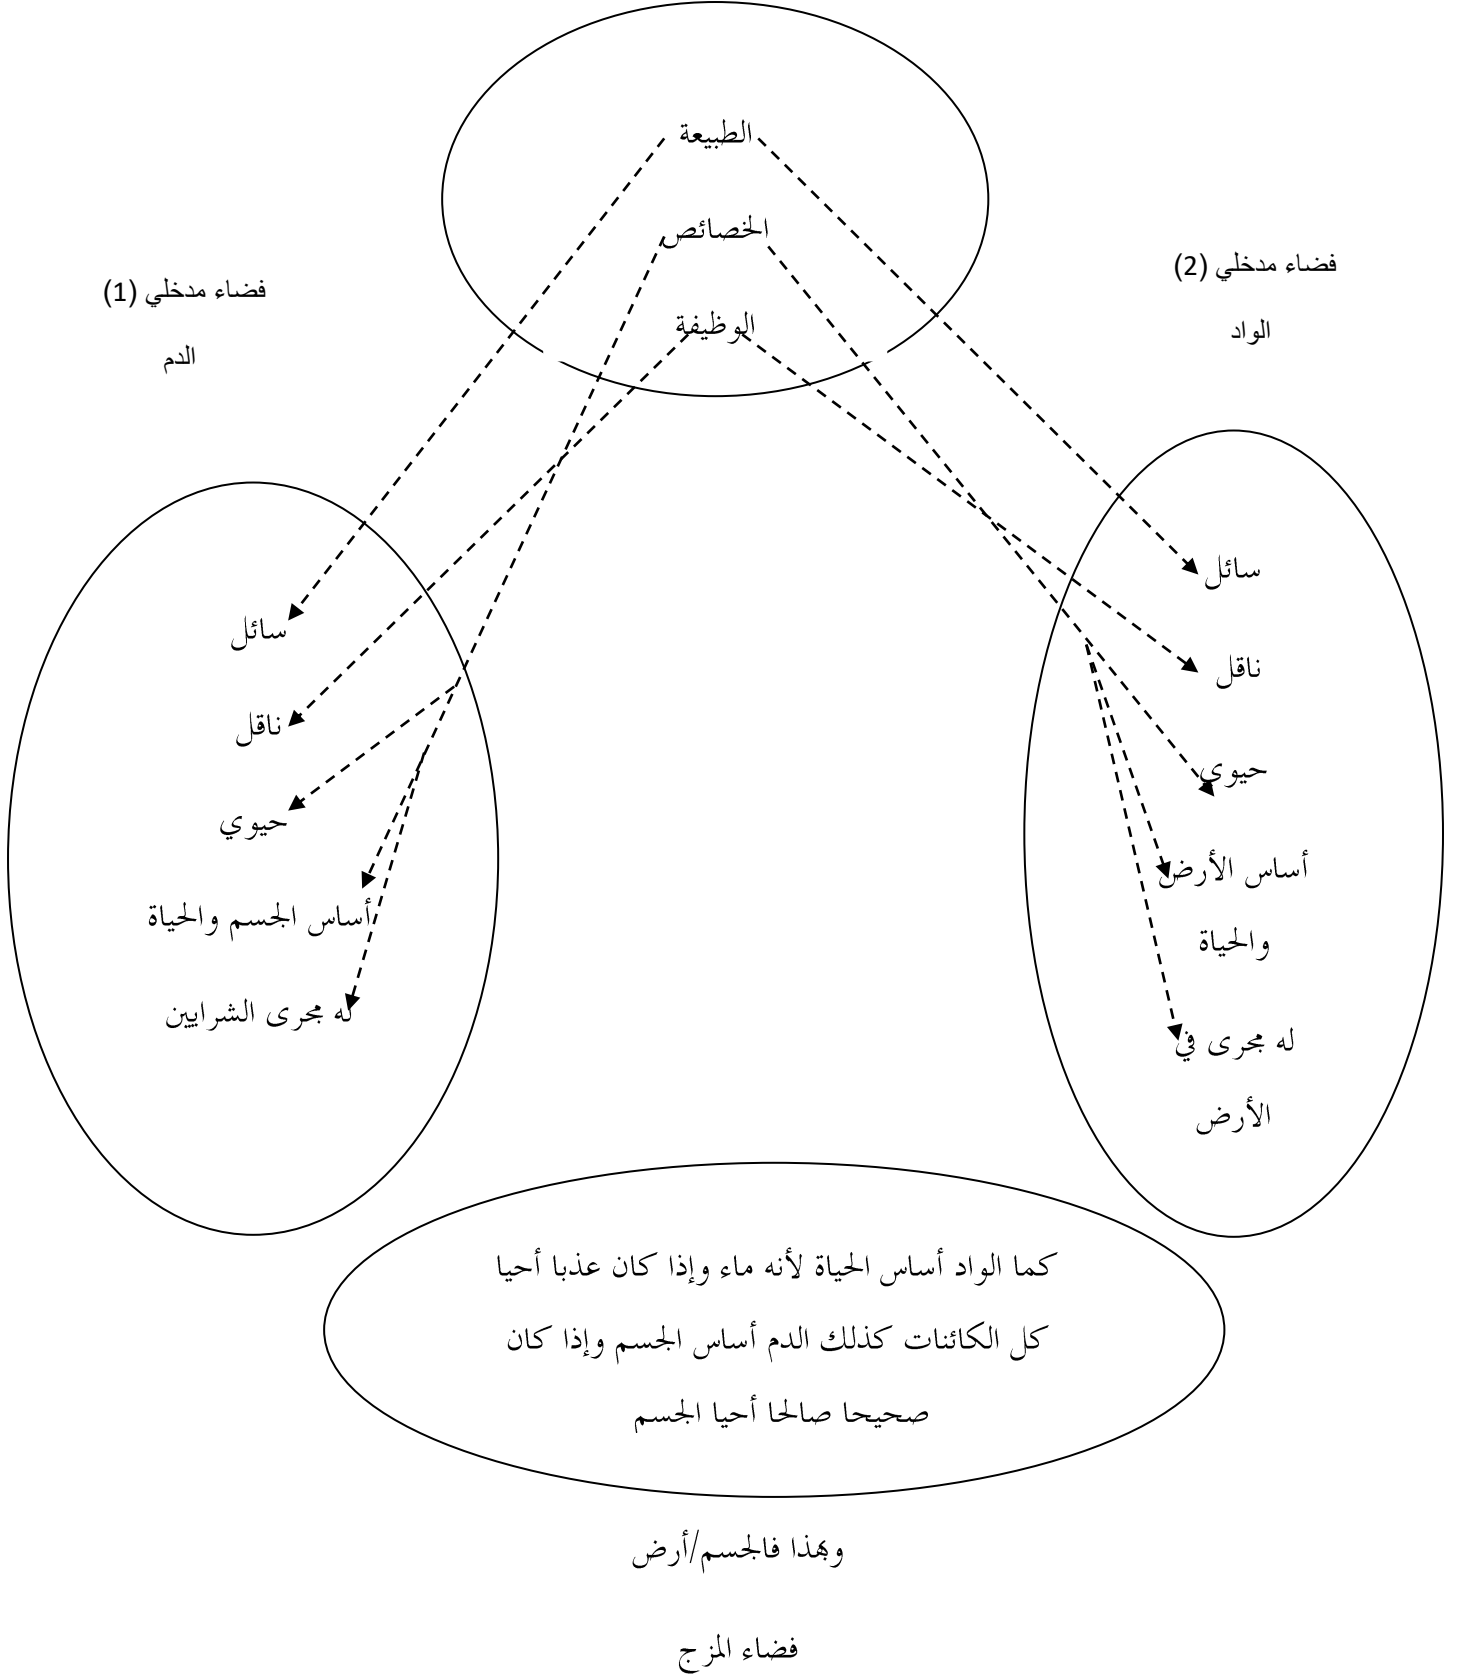 الطبيعة
الخصائص
الوظيفة
فضاء مدخلي (2)
الواد
فضاء مدخلي (1)
الدم
سائل
ناقل
حيوي
أساس الأرض
والحياة
له مجرى في
الأرض
سائل
ناقل
حيوي
أساس الجسم والحياة
له مجرى الشرايين
كما الواد أساس الحياة لأنه ماء وإذا كان عذبا أحيا
كل الكائنات كذلك الدم أساس الجسم وإذا كان
صحيحا صالحا أحيا الجسم
وبهذا فالجسم/أرض
فضاء المزج